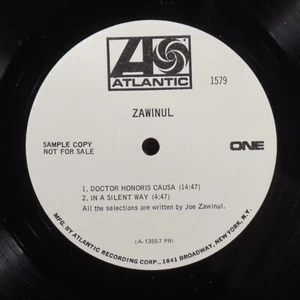 ATLANTIC
1579
ZAWINUL
SAMPLE COPY
NOT FOR SALE
ONE
1. DOCTOR HONORIS CAUSA (14:47)
2. IN A SILENT WAY (4:47)
All the selections are written by Joe Zawinul.
(A-13557 PR)
MFG. BY ATLANTIC RECORDING CORP., 1841 BROADWAY, NEW YORK, N.Y.